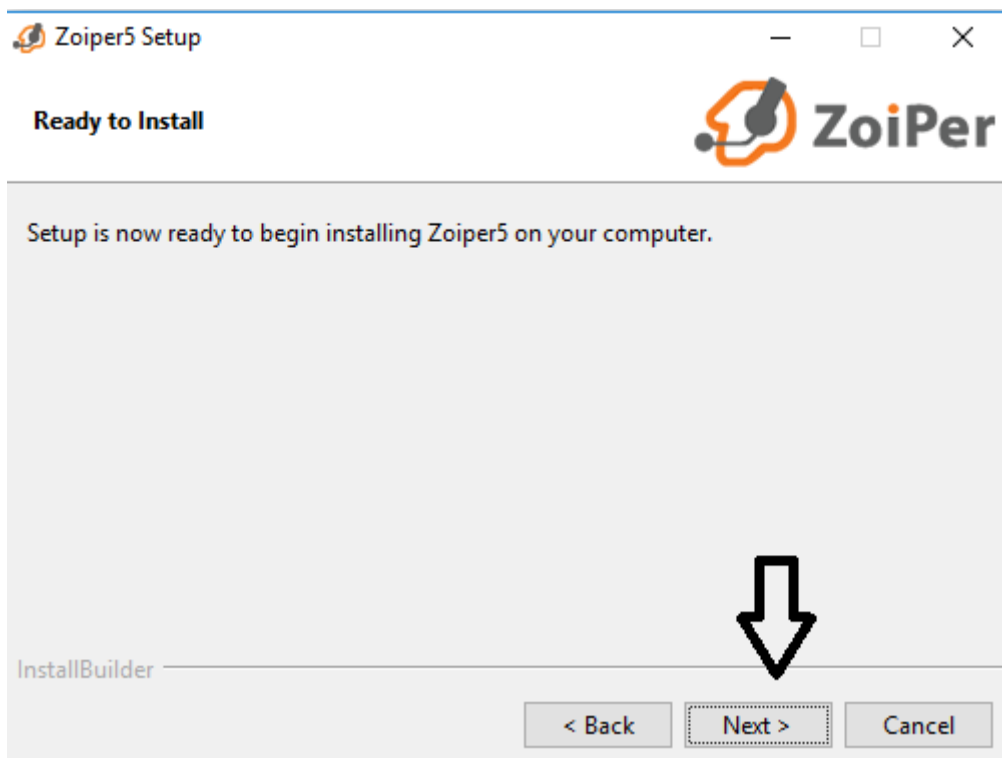 Zoiper5 Setup
Ready to Install
ZoiPer
Setup is now ready to begin installing Zoiper5 on your computer.
InstallBuilder
< Back Next > Cancel